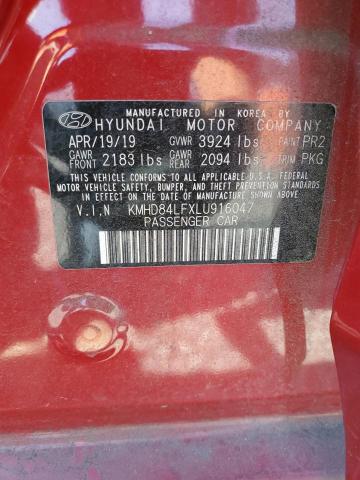 MANUFACTURED IN KOREA BY
HYUNDAI MOTOR COMPANY
APR/19/19 GVWR 3924 lbs PAINT PR2
GAWR FRONT 2183 lbs GAWR REAR 2094 lbs TRIM PKG
THIS VEHICLE CONFORMS TO ALL APPLICABLE U.S.A. FEDERAL
MOTOR VEHICLE SAFETY, BUMPER, AND THEFT PREVENTION
STANDARDS IN EFFECT ON THE DATE OF MANUFACTURE SHOWN ABOVE.
V.I.N KMHD84LFXLU916047
PASSENGER CAR